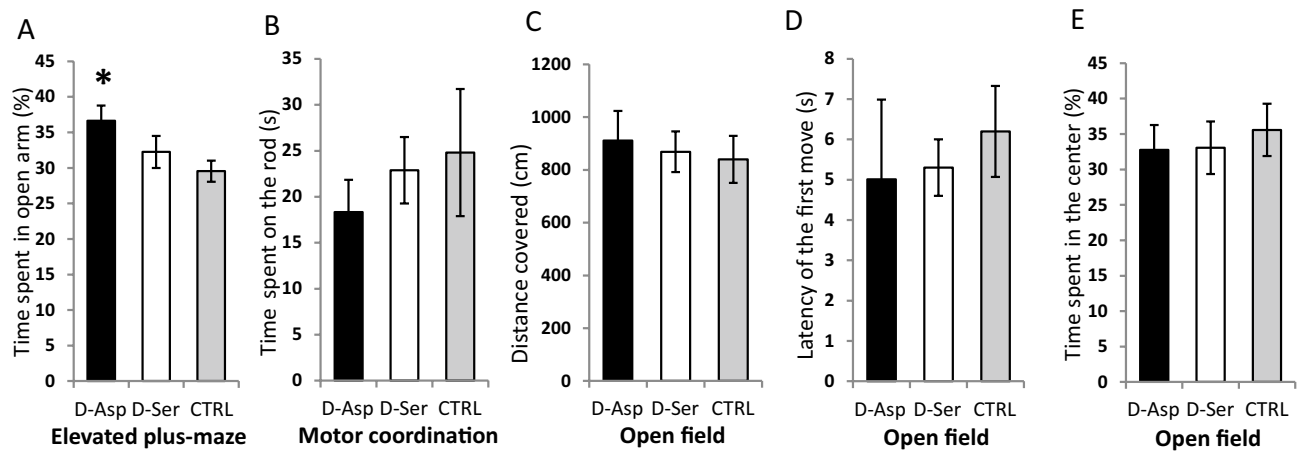 A
Time spent in open arm (%)
45
40
35
30
25
20
15
10
5
0
*
D-Asp D-Ser CTRL
Elevated plus-maze
B
Time spent on the rod (s)
35
30
25
20
15
10
5
0
D-Asp D-Ser CTRL
Motor coordination
C
Distance covered (cm)
1200
1000
800
600
400
200
0
D-Asp D-Ser CTRL
Open field
D
Latency of the first move (s)
8
7
6
5
4
3
2
1
0
D-Asp D-Ser CTRL
Open field
E
Time spent in the center (%)
45
40
35
30
25
20
15
10
5
0
D-Asp D-Ser CTRL
Open field